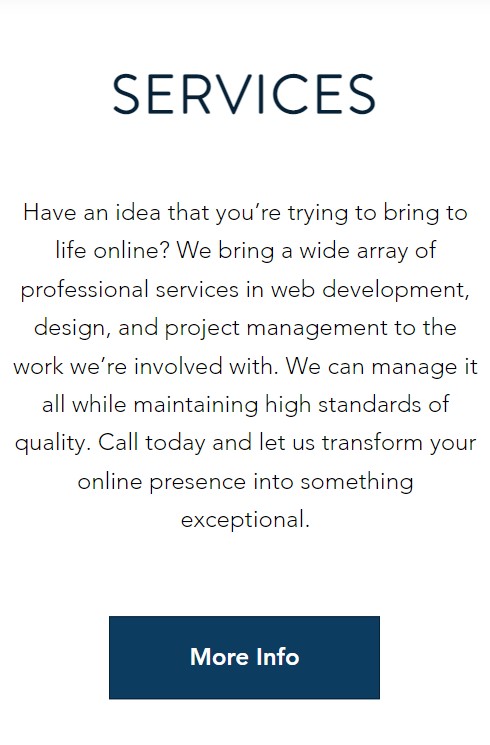 SERVICES
Have an idea that you’re trying to bring to
life online? We bring a wide array of
professional services in web development,
design, and project management to the
work we’re involved with. We can manage it
all while maintaining high standards of
quality. Call today and let us transform your
online presence into something
exceptional.
More Info